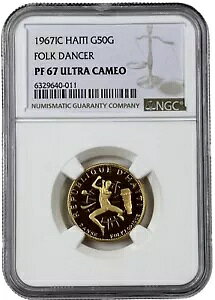 1967IC HAITI G50G
FOLK DANCER
PF 67 ULTRA CAMEO
6329640-011
NUMISMATIC GUARANTY COMPANY
NGC
REPUBLIQUE D'HAITI